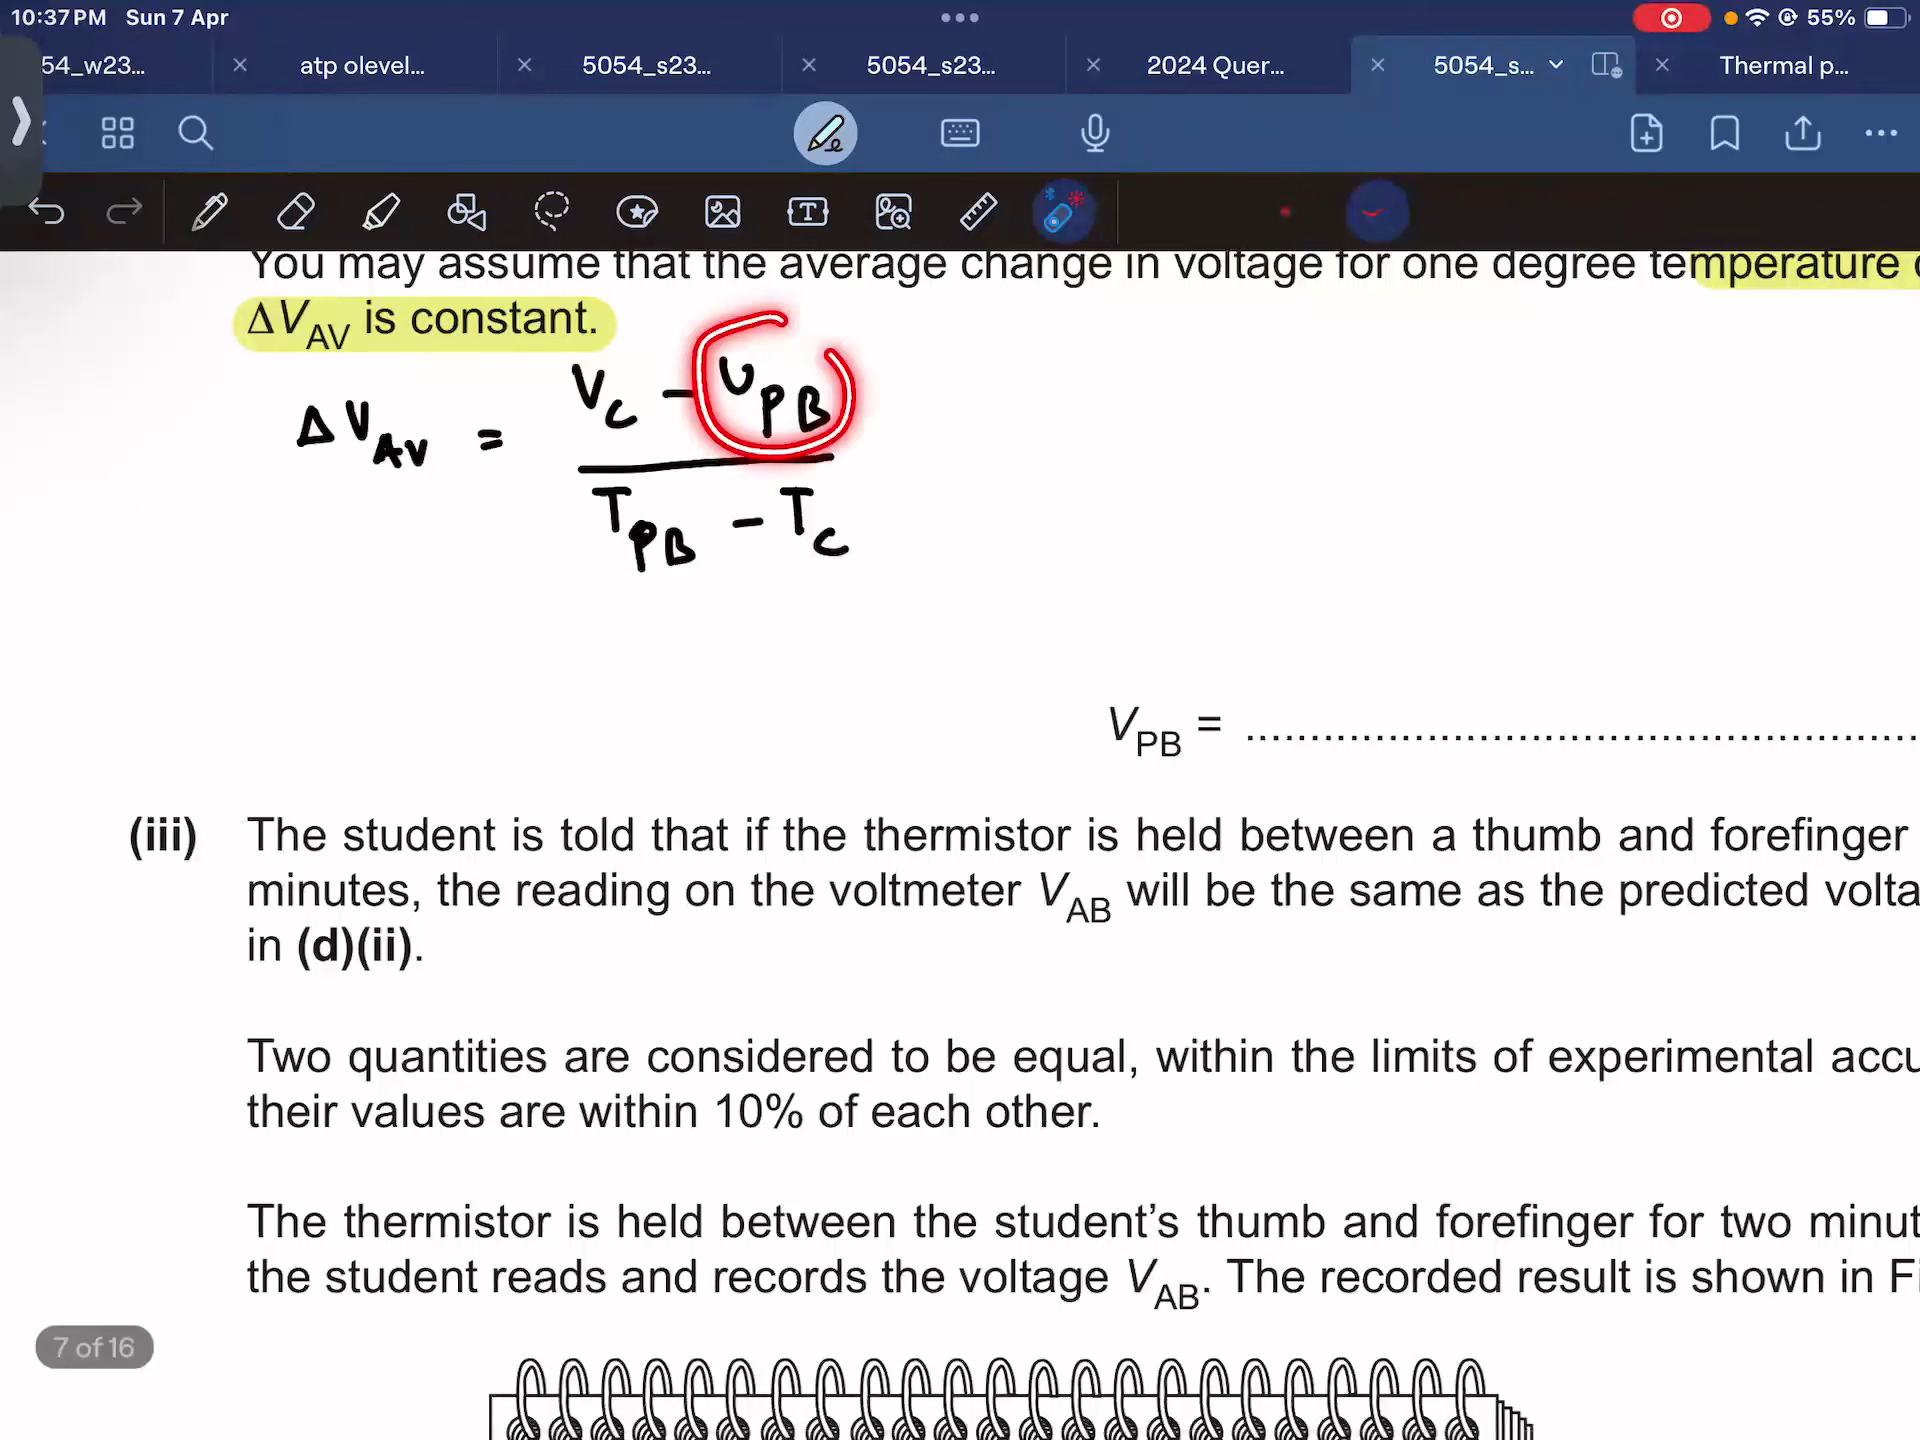 10:37 PM Sun 7 Apr
55%
54_w23...
atp olevel...
5054_s23...
5054_s23...
2024 Quer...
5054_s...
Thermal p...
You may assume that the average change in voltage for one degree temperature
ΔV_AV is constant.
ΔV_AV = (V_C - V_PB) / (T_PB - T_C)
V_PB = ................................................
(iii) The student is told that if the thermistor is held between a thumb and forefinger
minutes, the reading on the voltmeter V_AB will be the same as the predicted volta
in (d)(ii).
Two quantities are considered to be equal, within the limits of experimental accu
their values are within 10% of each other.
The thermistor is held between the student's thumb and forefinger for two minut
the student reads and records the voltage V_AB. The recorded result is shown in Fi
7 of 16